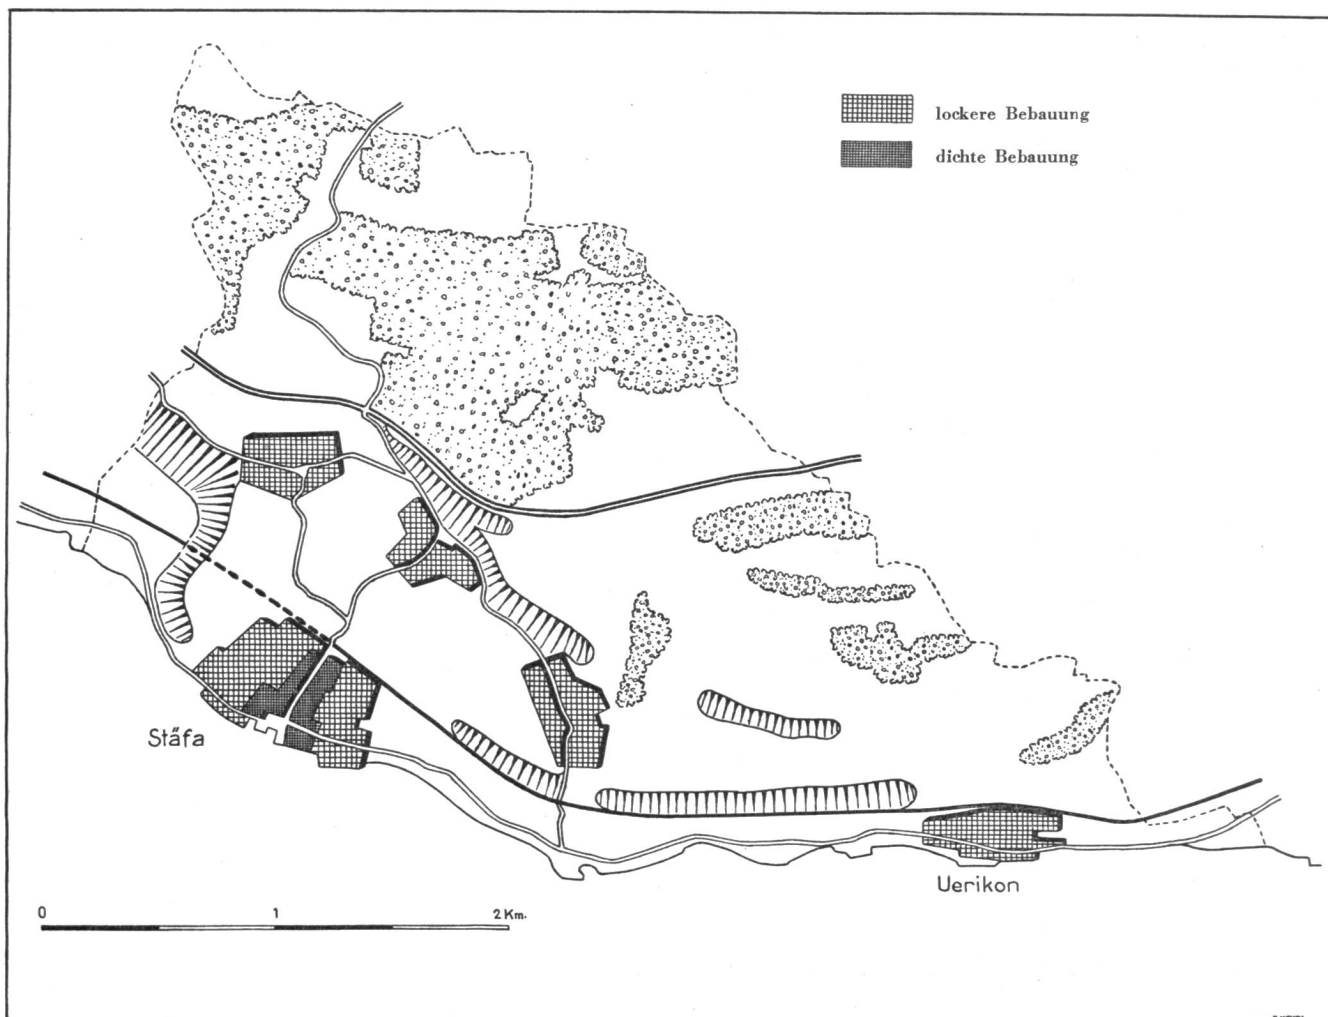 lockere Bebauung
dichte Bebauung
Stäfa
Uerikon
0 1 2 Km.